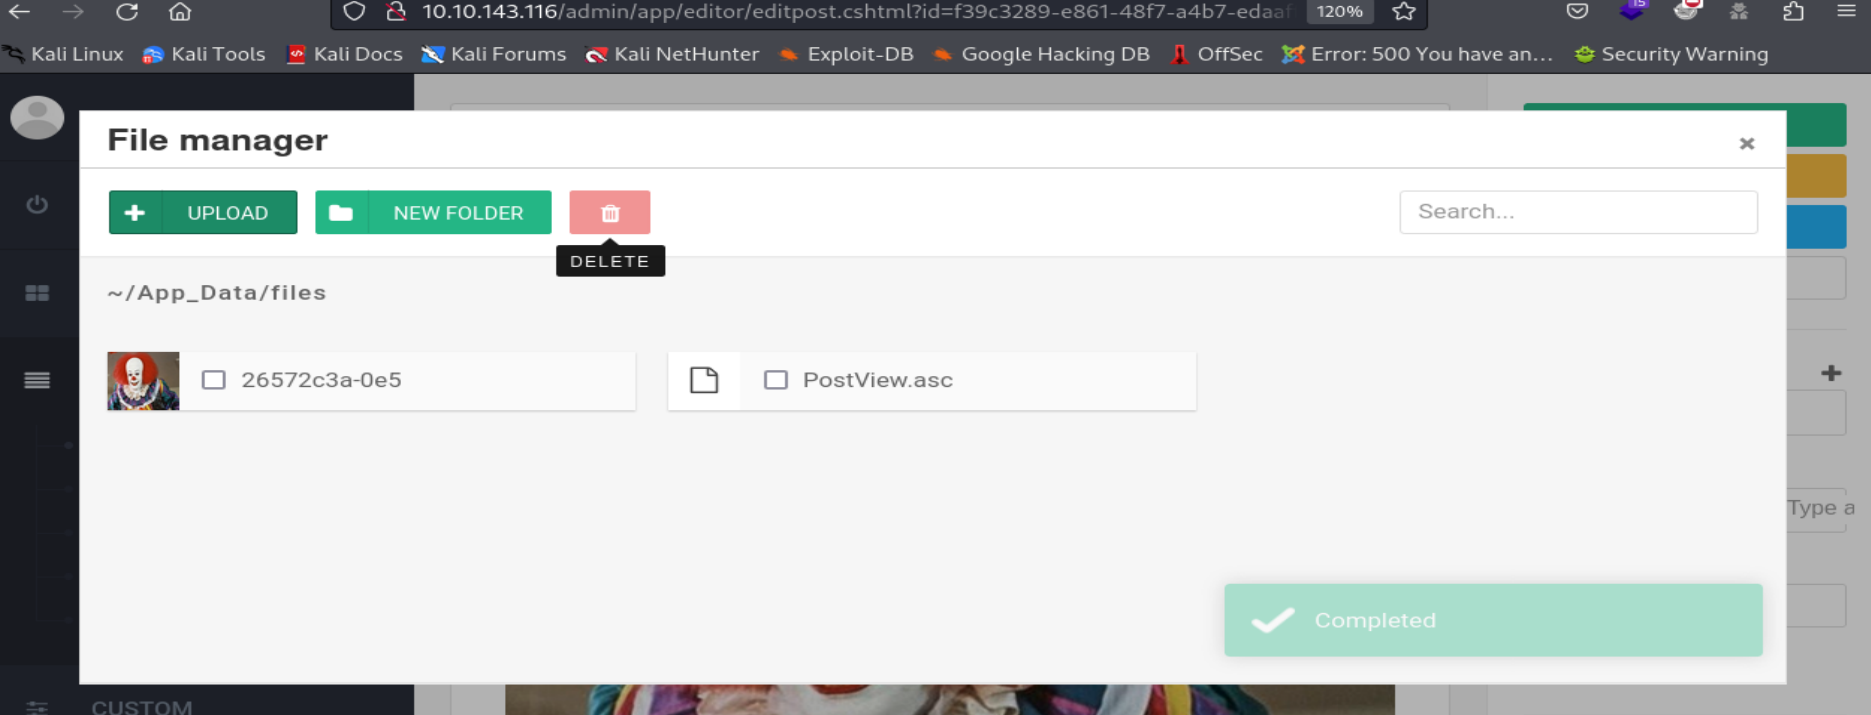 10.10.143.116/admin/app/editor/editpost.cshtml?id=f39c3289-e861-48f7-a4b7-edaaf
120%
15
Kali Linux Kali Tools Kali Docs Kali Forums Kali NetHunter Exploit-DB Google Hacking DB OffSec Error: 500 You have an... Security Warning
File manager
UPLOAD NEW FOLDER Search...
DELETE
~/App_Data/files
26572c3a-0e5 PostView.asc
Type a
Completed
CUSTOM